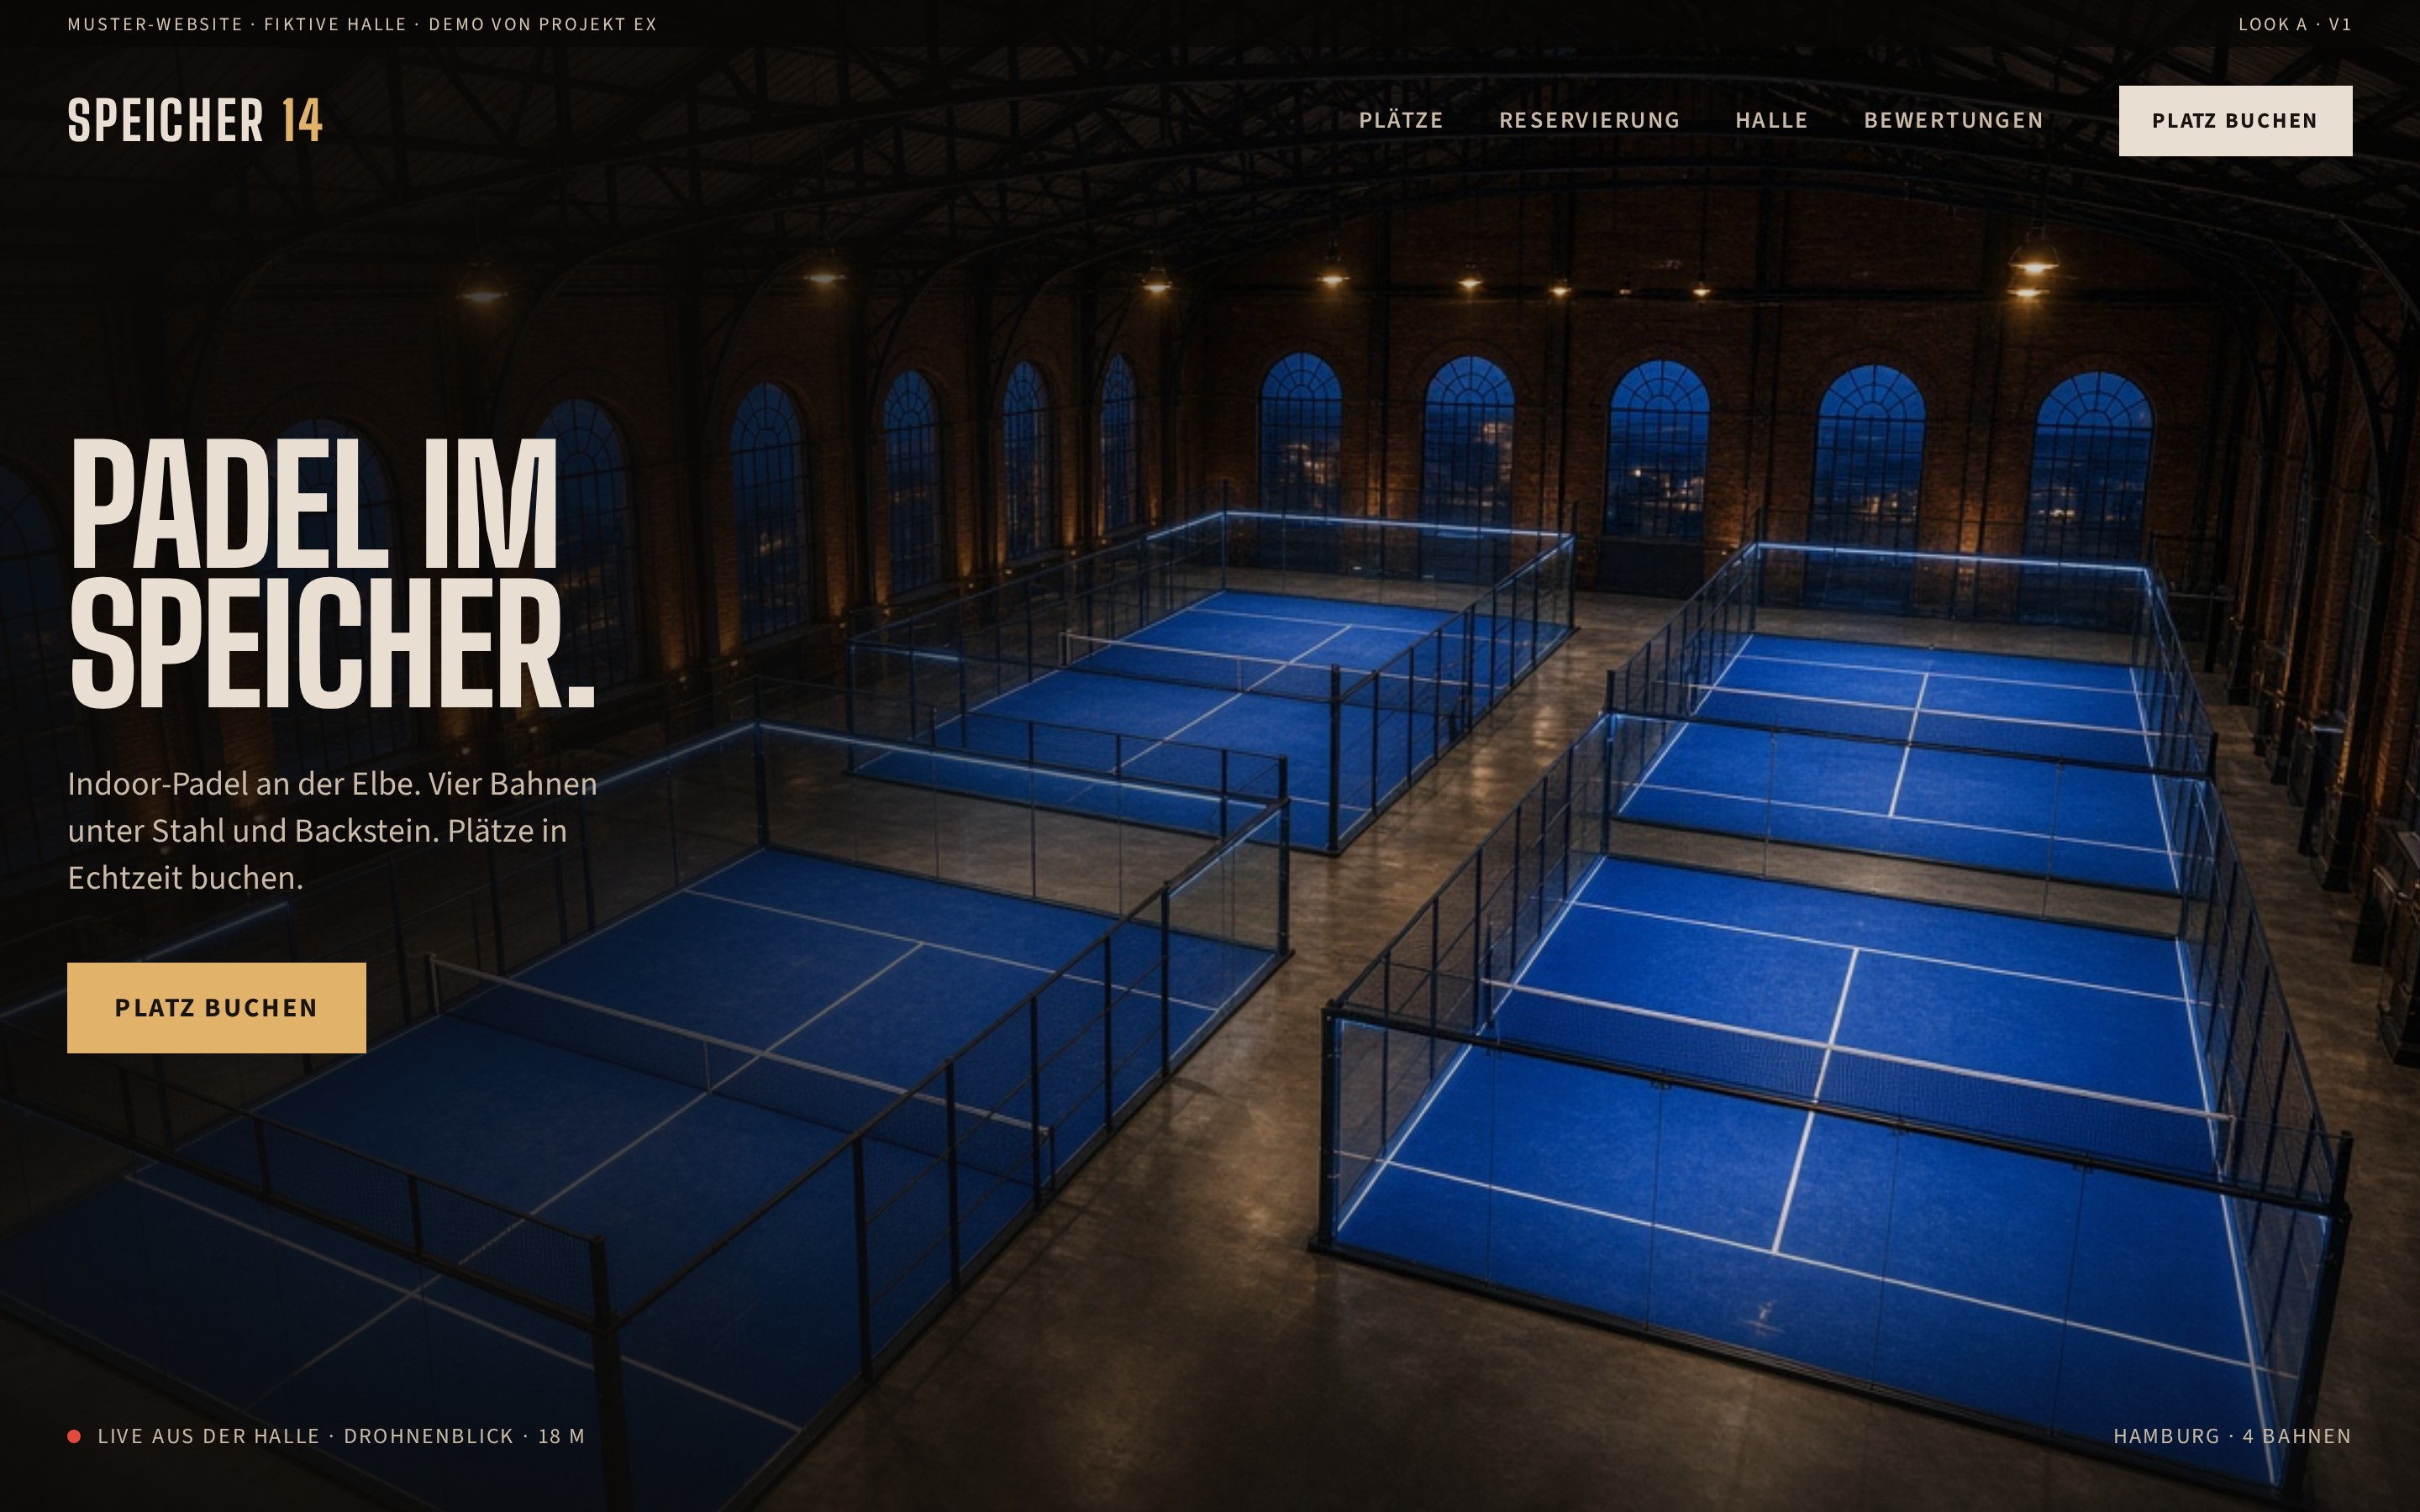 MUSTER-WEBSITE · FIKTIVE HALLE · DEMO VON PROJEKT EX
LOOK A · V1
SPEICHER 14
PLÄTZE
RESERVIERUNG
HALLE
BEWERTUNGEN
PLATZ BUCHEN
PADEL IM
SPEICHER.
Indoor-Padel an der Elbe. Vier Bahnen
unter Stahl und Backstein. Plätze in
Echtzeit buchen.
PLATZ BUCHEN
LIVE AUS DER HALLE · DROHNENBLICK · 18 M
HAMBURG · 4 BAHNEN